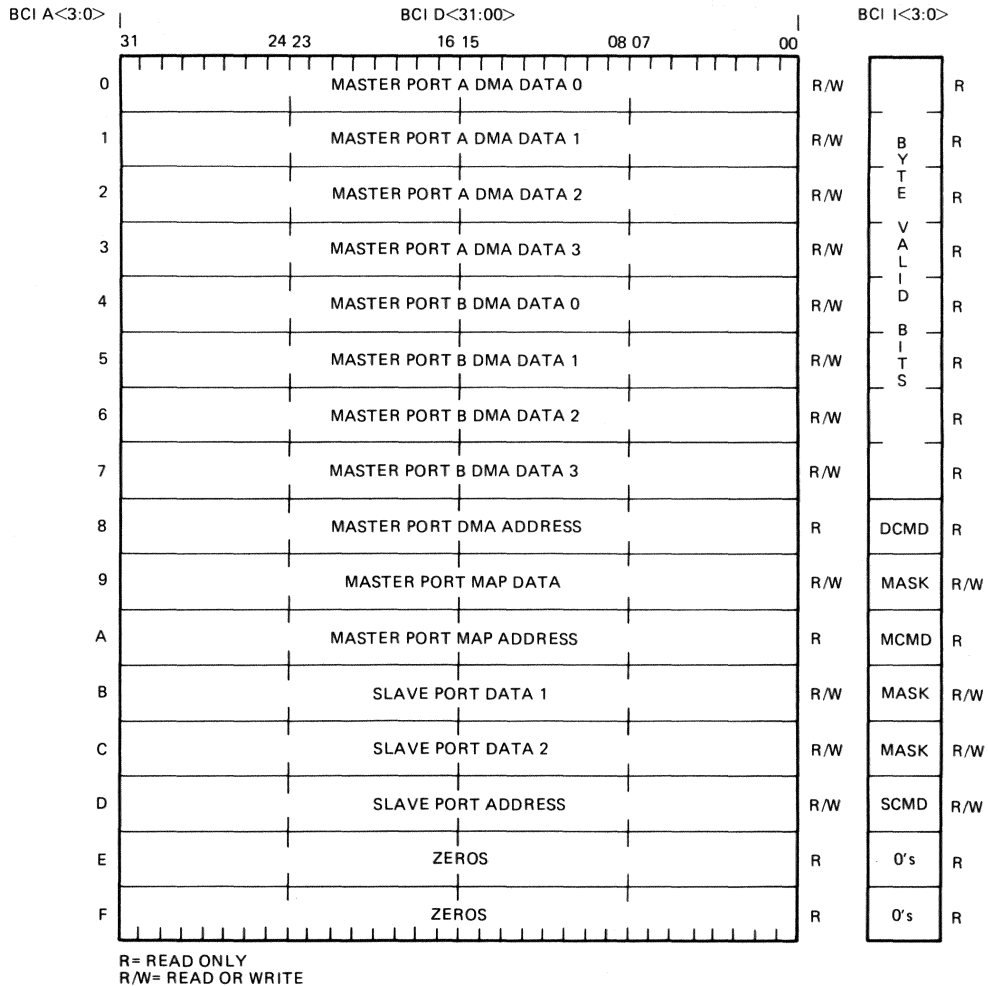 BCI A<3:0> BCI D<31:00> BCI I<3:0>
31 24 23 16 15 08 07 00
0 MASTER PORT A DMA DATA 0 R/W R
1 MASTER PORT A DMA DATA 1 R/W R
2 MASTER PORT A DMA DATA 2 R/W R
3 MASTER PORT A DMA DATA 3 R/W R
4 MASTER PORT B DMA DATA 0 R/W R
5 MASTER PORT B DMA DATA 1 R/W R
6 MASTER PORT B DMA DATA 2 R/W R
7 MASTER PORT B DMA DATA 3 R/W R
BYTE VALID BITS
8 MASTER PORT DMA ADDRESS R DCMD R
9 MASTER PORT MAP DATA R/W MASK R/W
A MASTER PORT MAP ADDRESS R MCMD R
B SLAVE PORT DATA 1 R/W MASK R/W
C SLAVE PORT DATA 2 R/W MASK R/W
D SLAVE PORT ADDRESS R/W SCMD R/W
E ZEROS R 0's R
F ZEROS R 0's R
R= READ ONLY
R/W= READ OR WRITE